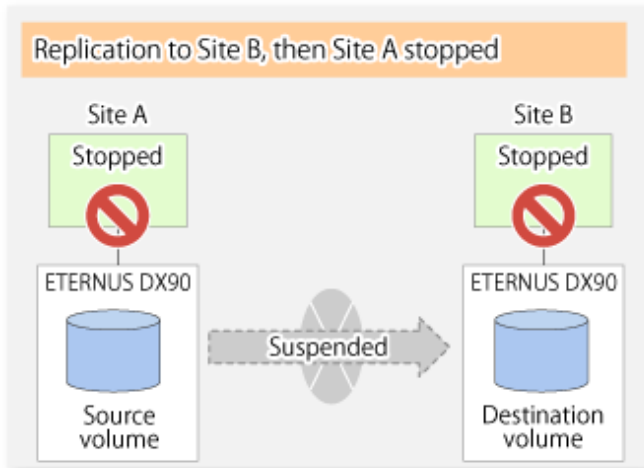 Replication to Site B, then Site A stopped
Site A
Site B
Stopped
Stopped
ETERNUS DX90
ETERNUS DX90
Suspended
Source
volume
Destination
volume